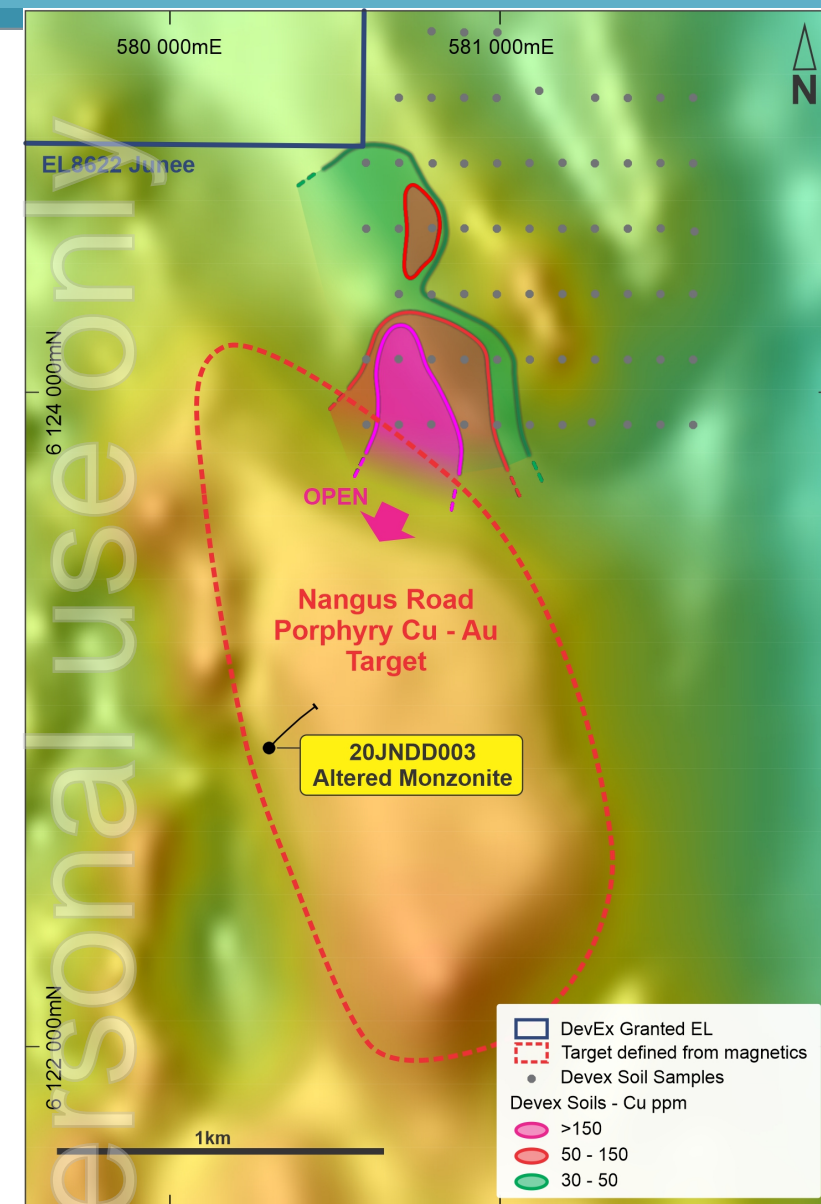 580 000mE
581 000mE
N
EL8622 Junee
6 124 000mN
OPEN
Nangus Road
Porphyry Cu - Au
Target
20JNDD003
Altered Monzonite
6 122 000mN
1km
DevEx Granted EL
Target defined from magnetics
Devex Soil Samples
Devex Soils - Cu ppm
>150
50 - 150
30 - 50
ersonal use only